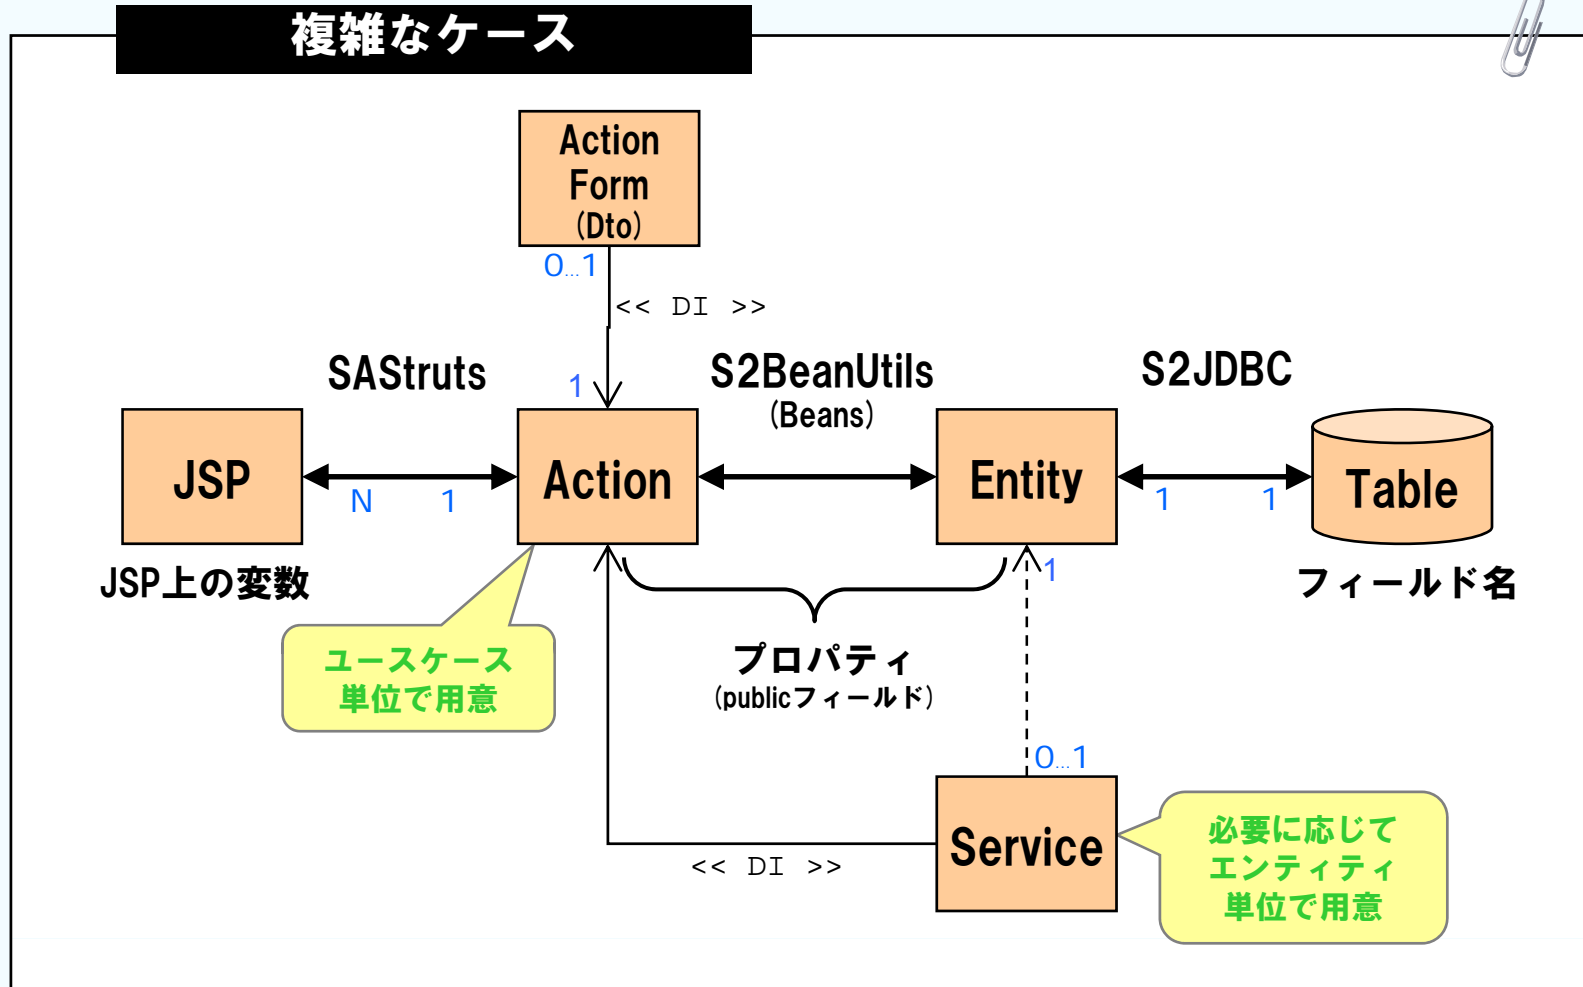 複雑なケース
Action
Form
(Dto)
0...1
<< DI >>
SAStruts
1
S2BeanUtils
(Beans)
S2JDBC
JSP
N 1
Action
Entity
1 1
Table
JSP上の変数
1
フィールド名
ユースケース
単位で用意
プロパティ
(publicフィールド)
0...1
Service
<< DI >>
必要に応じて
エンティティ
単位で用意